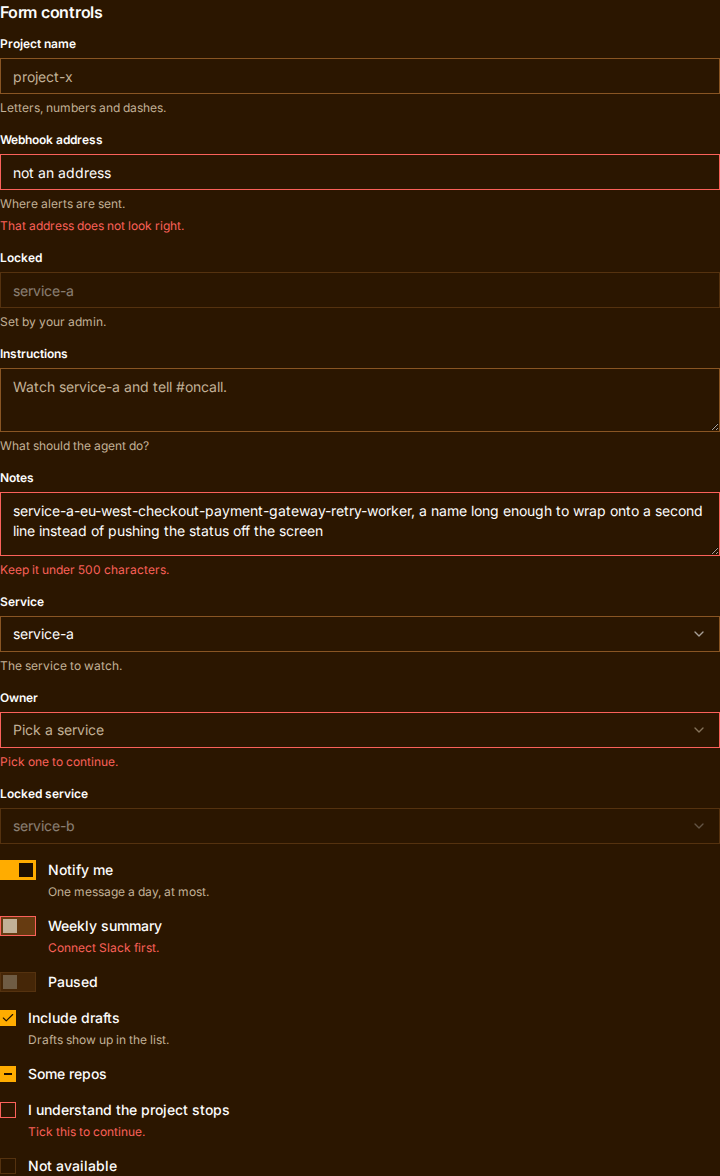 Form controls
Project name
project-x
Letters, numbers and dashes.
Webhook address
not an address
Where alerts are sent.
That address does not look right.
Locked
service-a
Set by your admin.
Instructions
Watch service-a and tell #oncall.
What should the agent do?
Notes
service-a-eu-west-checkout-payment-gateway-retry-worker, a name long enough to wrap onto a second
line instead of pushing the status off the screen
Keep it under 500 characters.
Service
service-a
The service to watch.
Owner
Pick a service
Pick one to continue.
Locked service
service-b
Notify me
One message a day, at most.
Weekly summary
Connect Slack first.
Paused
Include drafts
Drafts show up in the list.
Some repos
I understand the project stops
Tick this to continue.
Not available